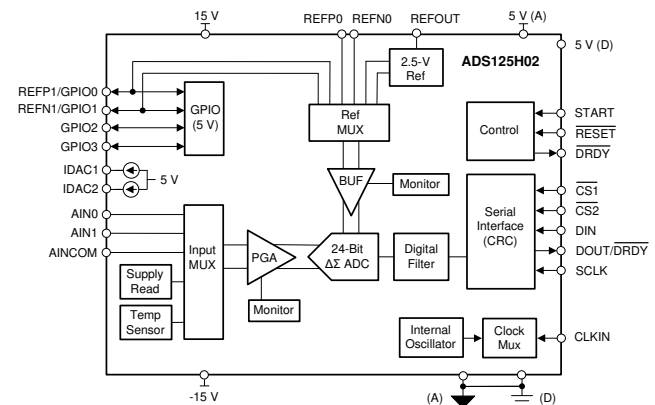 15 V
REFP0
REFN0
REFOUT
5 V (A)
5 V (D)
2.5-V
Ref
ADS125H02
REFP1/GPIO0
REFN1/GPIO1
GPIO2
GPIO3
GPIO
(5 V)
Ref
MUX
Control
START
RESET
DRDY
IDAC1
IDAC2
5 V
BUF
Monitor
CS1
CS2
DIN
DOUT/DRDY
SCLK
Serial
Interface
(CRC)
AIN0
AIN1
AINCOM
Input
MUX
PGA
24-Bit
ΔΣ ADC
Digital
Filter
Supply
Read
Temp
Sensor
Monitor
Internal
Oscillator
Clock
Mux
CLKIN
-15 V
(A)
(D)